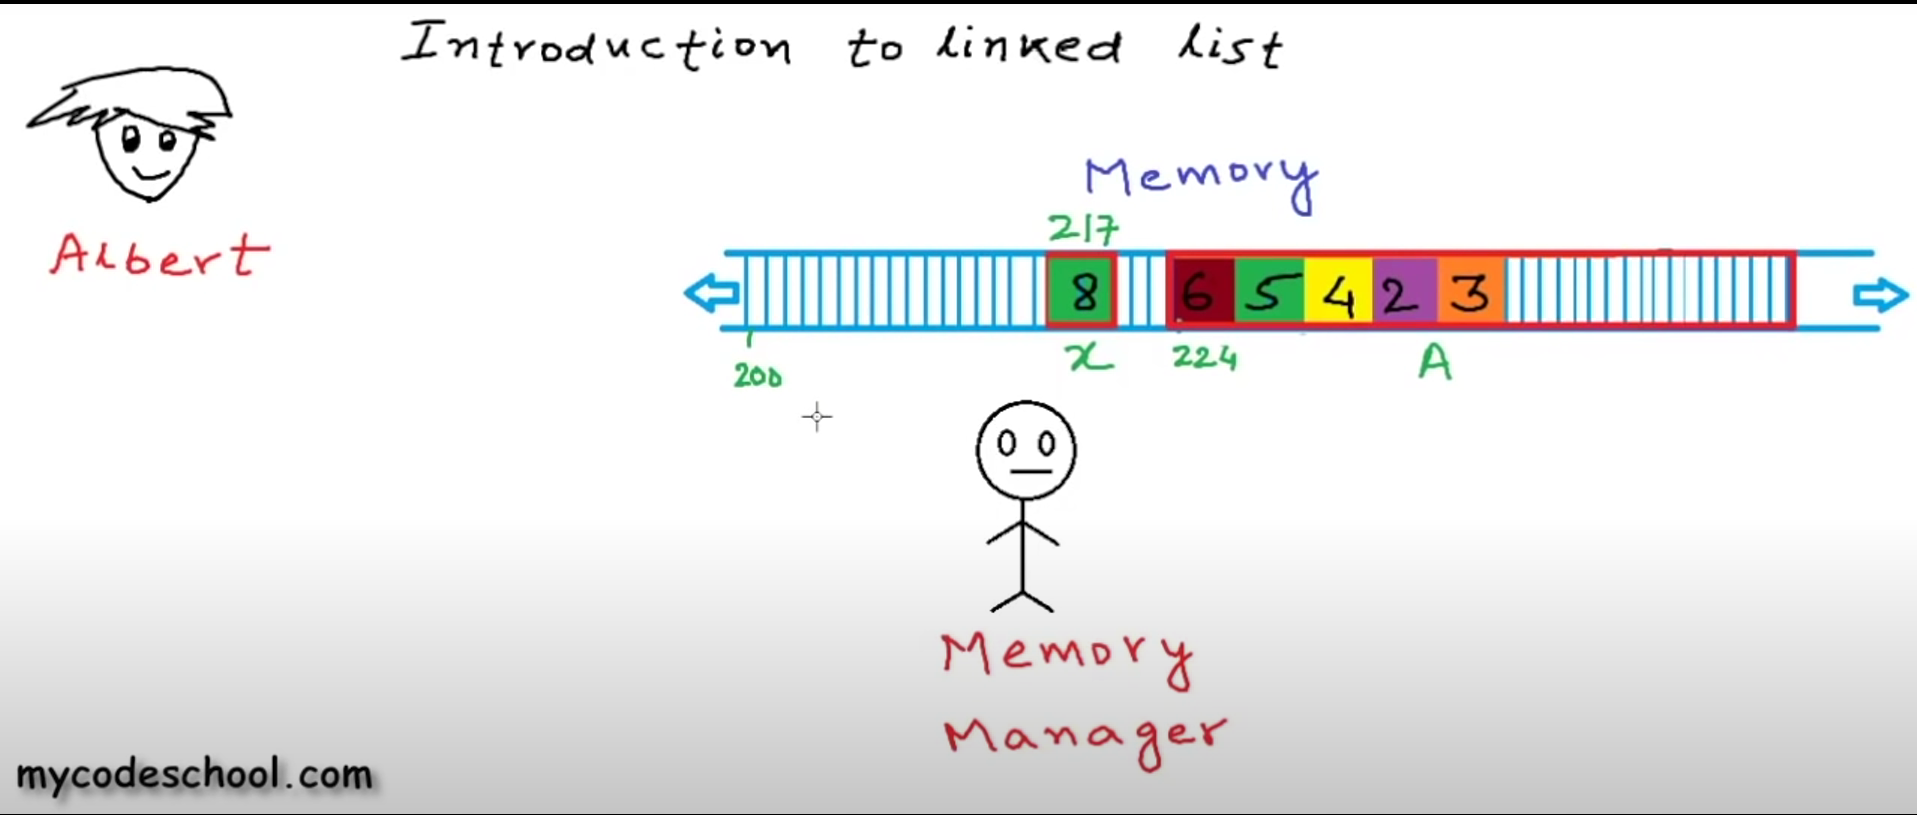 Introduction to linked list
Albert
Memory
217
8 6 5 4 2 3
200 x 224 A
Memory
Manager
mycodeschool.com